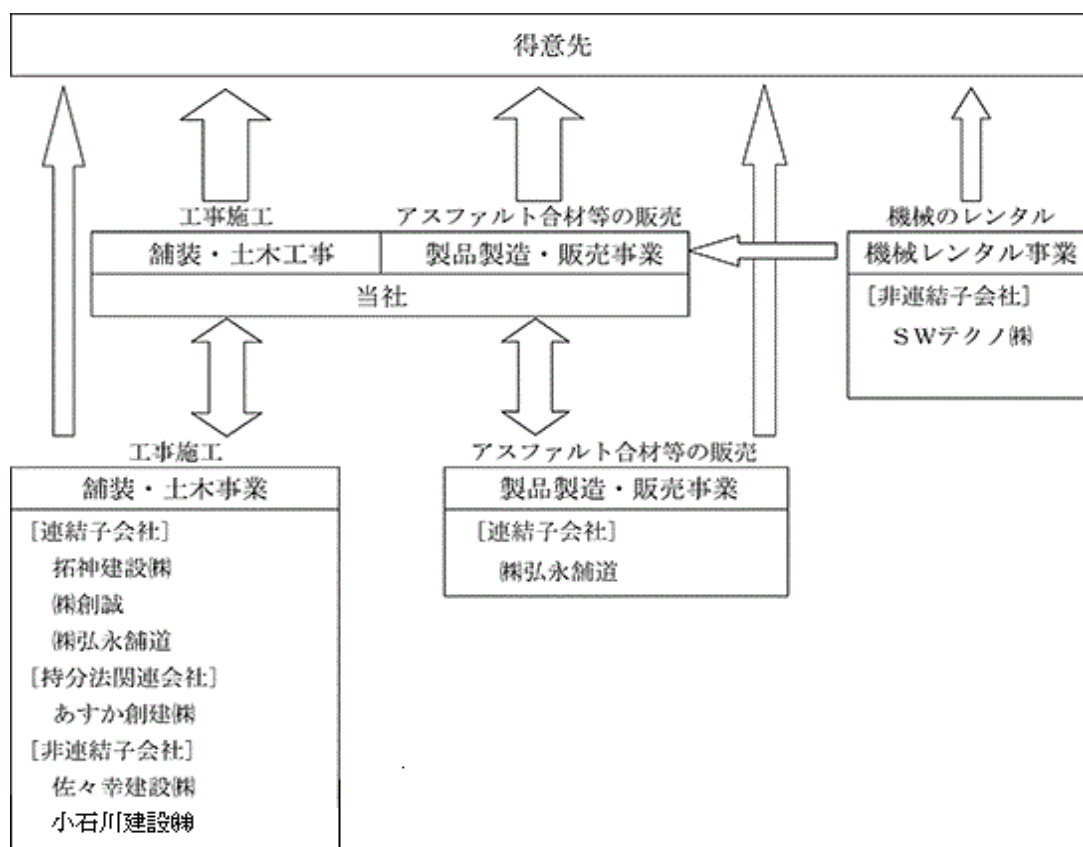 得意先
工事施工
アスファルト合材等の販売
機械のレンタル
舗装・土木工事
製品製造・販売事業
機械レンタル事業
当社
[非連結子会社]
ＳＷテクノ㈱
工事施工
アスファルト合材等の販売
舗装・土木事業
製品製造・販売事業
[連結子会社]
拓神建設㈱
㈱創誠
㈱弘永舗道
[持分法関連会社]
あすか創建㈱
[非連結子会社]
佐々幸建設㈱
小石川建設㈱
[連結子会社]
㈱弘永舗道